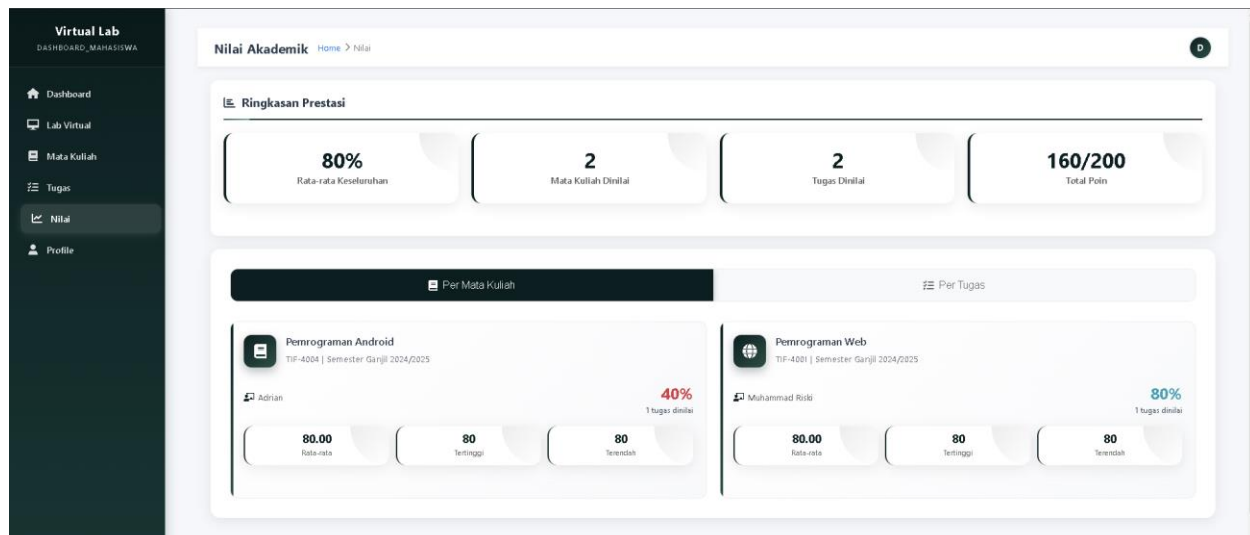 Virtual Lab
DASHBOARD_MAHASISWA
Dashboard
Lab Virtual
Mata Kuliah
Tugas
Nilai
Profile
Nilai Akademik Home > Nilai
D
Ringkasan Prestasi
80%
Rata-rata Keseluruhan
2
Mata Kuliah Dinilai
2
Tugas Dinilai
160/200
Total Poin
Per Mata Kuliah
Per Tugas
Pemrograman Android
TIF-4004 | Semester Ganjil 2024/2025
Adrian
40%
1 tugas dinilai
80.00
Rata-rata
80
Tertinggi
80
Terendah
Pemrograman Web
TIF-4001 | Semester Ganjil 2024/2025
Muhammad Riski
80%
1 tugas dinilai
80.00
Rata-rata
80
Tertinggi
80
Terendah